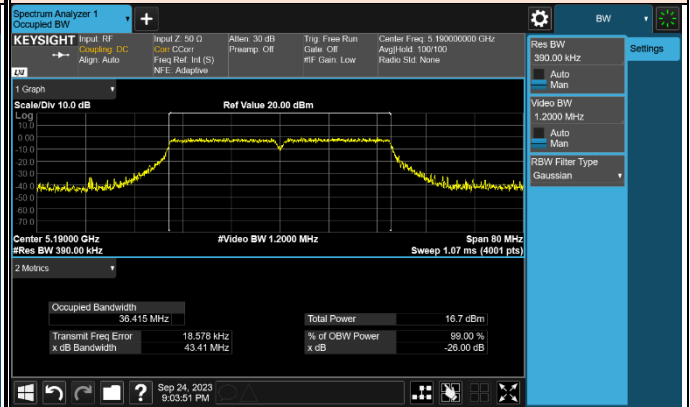 Spectrum Analyzer 1
Occupied BW
BW
KEYSIGHT
Input: RF
Coupling: DC
Align: Auto
Input Z: 50 Ω
Corr CCorr
Freq Ref: Int (S)
NFE: Adaptive
Atten: 30 dB
Preamp: Off
Trig: Free Run
Gate: Off
#IF Gain: Low
Center Freq: 5.190000000 GHz
Avg|Hold: 100/100
Radio Std: None
Res BW
390.00 kHz
Auto
Man
Video BW
1.2000 MHz
Auto
Man
RBW Filter Type
Gaussian
Settings
1 Graph
Scale/Div 10.0 dB
Ref Value 20.00 dBm
Log
10.0
0.00
-10.0
-20.0
-30.0
-40.0
-50.0
-60.0
-70.0
Center 5.19000 GHz
#Video BW 1.2000 MHz
Span 80 MHz
#Res BW 390.00 kHz
Sweep 1.07 ms (4001 pts)
2 Metrics
Occupied Bandwidth
36.415 MHz
Total Power
16.7 dBm
Transmit Freq Error
18.578 kHz
% of OBW Power
99.00 %
x dB Bandwidth
43.41 MHz
x dB
-26.00 dB
?
Sep 24, 2023
9:03:51 PM